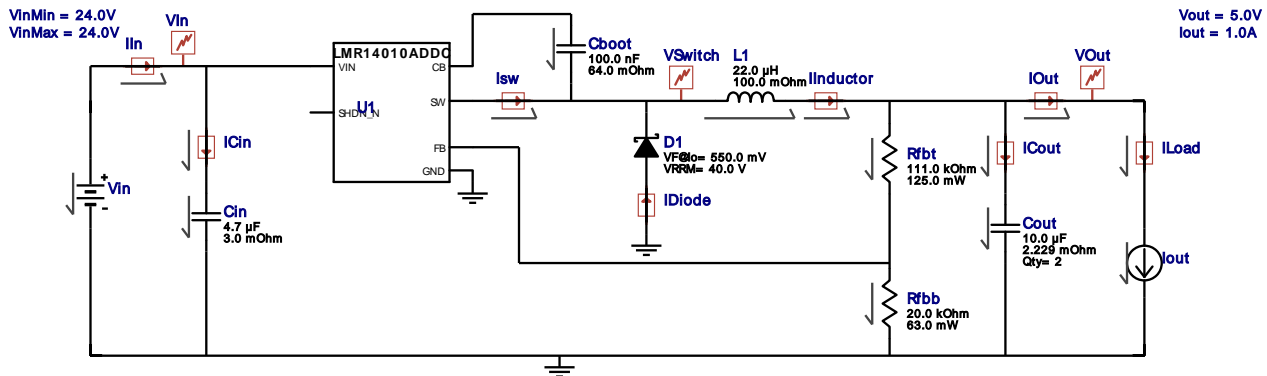 VinMin = 24.0V
VinMax = 24.0V
Vout = 5.0V
Iout = 1.0A
IIn
VIn
LMR14010ADDC
VIN
CB
SW
SHDN_N
U1
FB
GND
Cboot
100.0 nF
64.0 mOhm
Isw
VSwitch
L1
22.0 µH
100.0 mOhm
IInductor
IOut
VOut
ICin
D1
VF@Io= 550.0 mV
VRRM= 40.0 V
IDiode
Rfbt
111.0 kOhm
125.0 mW
ICout
ILoad
+
Vin
-
Cin
4.7 µF
3.0 mOhm
Cout
10.0 µF
2.229 mOhm
Qty= 2
Iout
Rfbb
20.0 kOhm
63.0 mW